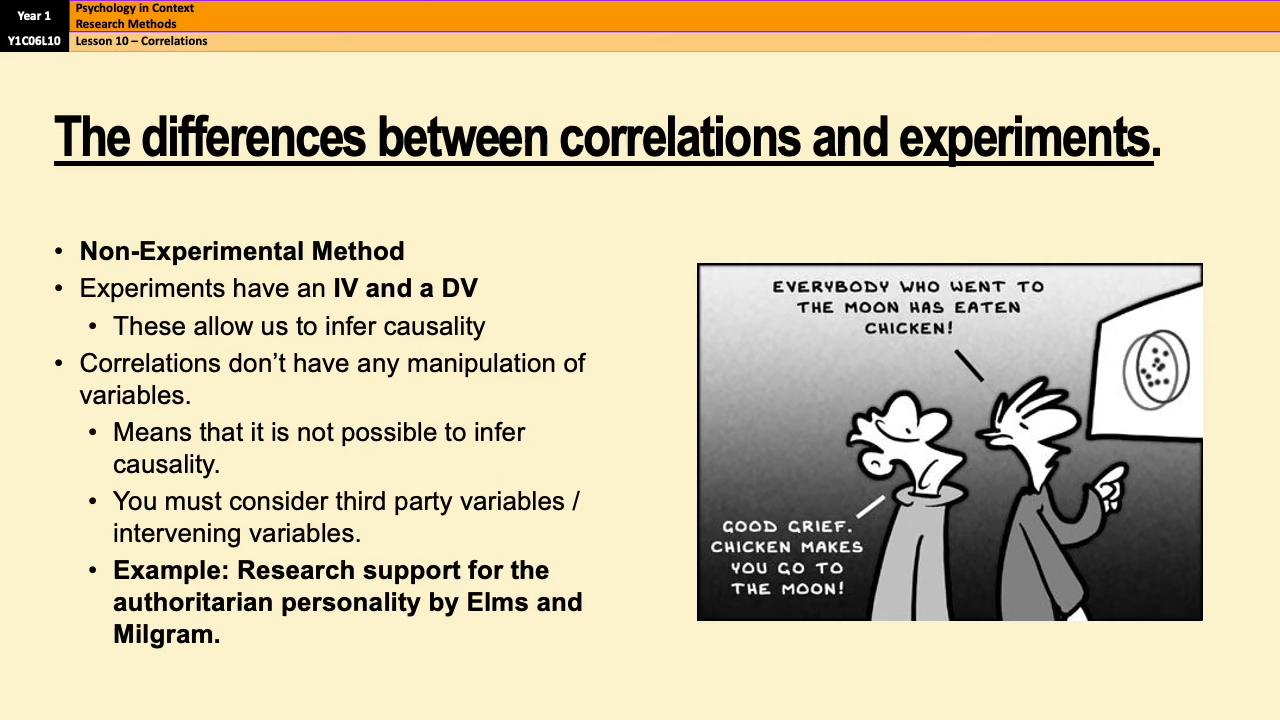 Year 1
Psychology in Context
Research Methods
Y1C06L10
Lesson 10 – Correlations
The differences between correlations and experiments.
• Non-Experimental Method
• Experiments have an IV and a DV
• These allow us to infer causality
• Correlations don’t have any manipulation of
variables.
• Means that it is not possible to infer
causality.
• You must consider third party variables /
intervening variables.
• Example: Research support for the
authoritarian personality by Elms and
Milgram.
EVERYBODY WHO WENT TO
THE MOON HAS EATEN
CHICKEN!
GOOD GRIEF.
CHICKEN MAKES
YOU GO TO
THE MOON!